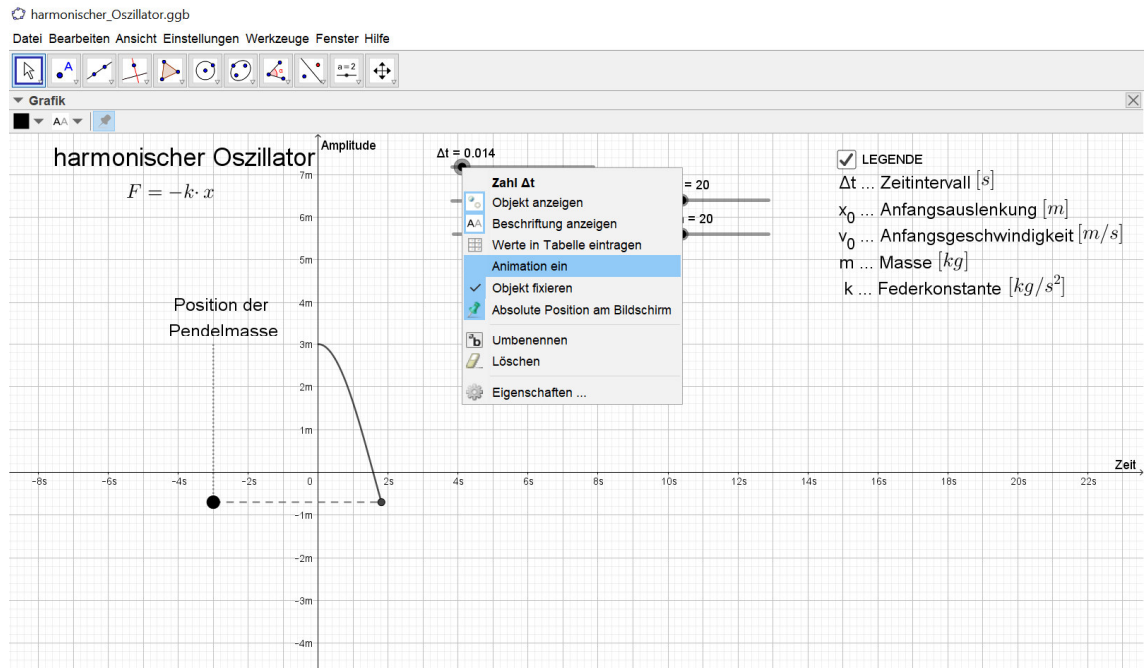 harmonischer_Oszillator.ggb
Datei Bearbeiten Ansicht Einstellungen Werkzeuge Fenster Hilfe
A
a=2
Grafik
AA
harmonischer Oszillator
F = −k· x
Amplitude
Δt = 0.014
= 20
= 20
Zahl Δt
Objekt anzeigen
AA Beschriftung anzeigen
Werte in Tabelle eintragen
Animation ein
Objekt fixieren
Absolute Position am Bildschirm
ab Umbenennen
Löschen
Eigenschaften ...
LEGENDE
Δt ... Zeitintervall [s]
x₀ ... Anfangsauslenkung [m]
v₀ ... Anfangsgeschwindigkeit [m/s]
m ... Masse [kg]
k ... Federkonstante [kg/s²]
Position der
Pendelmasse
7m
6m
5m
4m
3m
2m
1m
Zeit
-8s -6s -4s -2s 0 2s 4s 6s 8s 10s 12s 14s 16s 18s 20s 22s
-1m
-2m
-3m
-4m